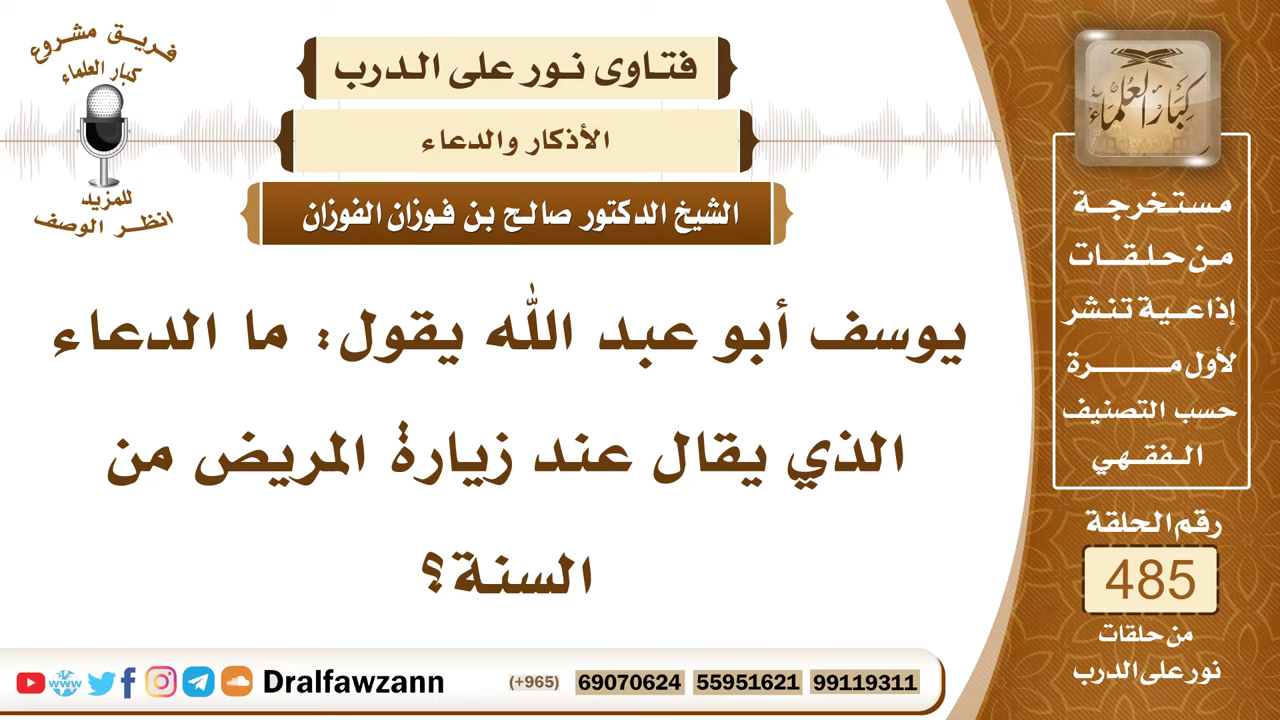 فريق مشروع
كبار العلماء
للمزيد
انظر الوصف
فتاوى نور على الدرب
الأذكار والدعاء
الشيخ الدكتور صالح بن فوزان الفوزان
يوسف أبو عبد الله يقول: ما الدعاء
الذي يقال عند زيارة المريض من
السنة؟
كبار العلماء
مستخرجة
من حلقات
إذاعية تنشر
لأول مرة
حسب التصنيف
الفقهي
رقم الحلقة
485
من حلقات
نور على الدرب
www Dralfawzann (+965) 69070624 55951621 99119311